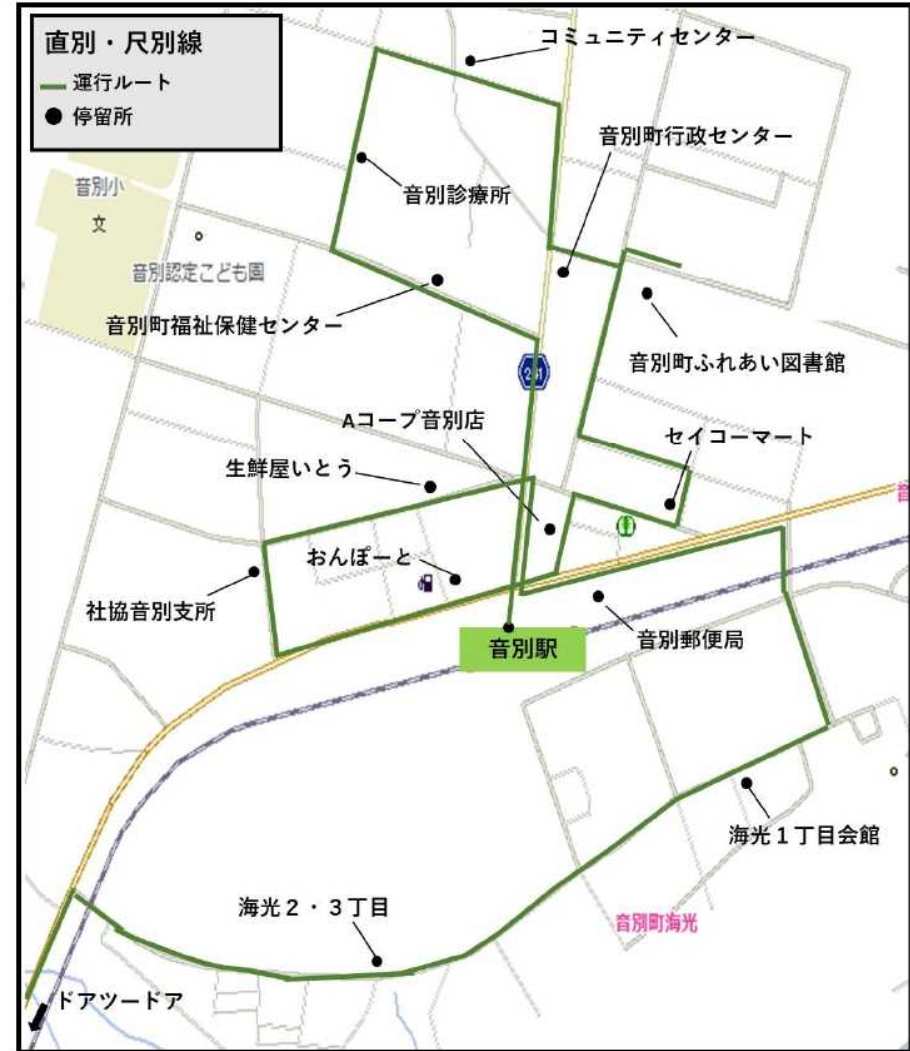 直別・尺別線
運行ルート
停留所
コミュニティセンター
音別町行政センター
音別診療所
音別小
文
音別認定こども園
音別町福祉保健センター
音別町ふれあい図書館
Aコープ音別店
セイコーマート
生鮮屋いとう
おんぽーと
社協音別支所
音別駅
音別郵便局
海光1丁目会館
海光2・3丁目
音別町海光
ドアツードア
音